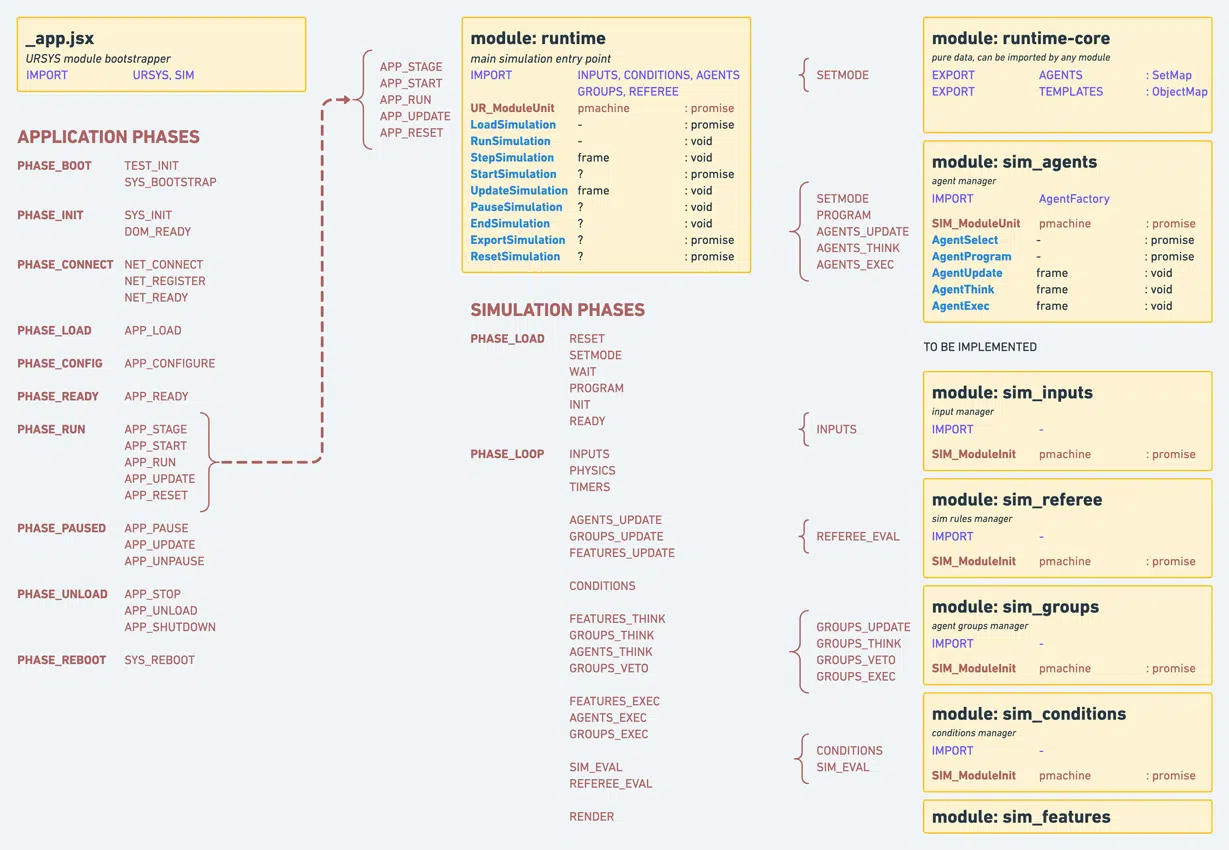 _app.jsx
URSYS module bootstrapper
IMPORT URSYS, SIM
APPLICATION PHASES
PHASE_BOOT TEST_INIT
SYS_BOOTSTRAP
PHASE_INIT SYS_INIT
DOM_READY
PHASE_CONNECT NET_CONNECT
NET_REGISTER
NET_READY
PHASE_LOAD APP_LOAD
PHASE_CONFIG APP_CONFIGURE
PHASE_READY APP_READY
PHASE_RUN APP_STAGE
APP_START
APP_RUN
APP_UPDATE
APP_RESET
PHASE_PAUSED APP_PAUSE
APP_UPDATE
APP_UNPAUSE
PHASE_UNLOAD APP_STOP
APP_UNLOAD
APP_SHUTDOWN
PHASE_REBOOT SYS_REBOOT
APP_STAGE
APP_START
APP_RUN
APP_UPDATE
APP_RESET
module: runtime
main simulation entry point
IMPORT INPUTS, CONDITIONS, AGENTS
GROUPS, REFEREE
UR_ModuleUnit pmachine : promise
LoadSimulation - : promise
RunSimulation - : void
StepSimulation frame : void
StartSimulation ? : promise
UpdateSimulation frame : void
PauseSimulation ? : void
EndSimulation ? : void
ExportSimulation ? : promise
ResetSimulation ? : promise
SIMULATION PHASES
PHASE_LOAD RESET
SETMODE
WAIT
PROGRAM
INIT
READY
PHASE_LOOP INPUTS
PHYSICS
TIMERS
AGENTS_UPDATE
GROUPS_UPDATE
FEATURES_UPDATE
CONDITIONS
FEATURES_THINK
GROUPS_THINK
AGENTS_THINK
GROUPS_VETO
FEATURES_EXEC
AGENTS_EXEC
GROUPS_EXEC
SIM_EVAL
REFEREE_EVAL
RENDER
SETMODE
module: runtime-core
pure data, can be imported by any module
EXPORT AGENTS : SetMap
EXPORT TEMPLATES : ObjectMap
SETMODE
PROGRAM
AGENTS_UPDATE
AGENTS_THINK
AGENTS_EXEC
module: sim_agents
agent manager
IMPORT AgentFactory
SIM_ModuleUnit pmachine : promise
AgentSelect - : promise
AgentProgram - : promise
AgentUpdate frame : void
AgentThink frame : void
AgentExec frame : void
TO BE IMPLEMENTED
INPUTS
module: sim_inputs
input manager
IMPORT -
SIM_ModuleInit pmachine : promise
REFEREE_EVAL
module: sim_referee
sim rules manager
IMPORT -
SIM_ModuleInit pmachine : promise
GROUPS_UPDATE
GROUPS_THINK
GROUPS_VETO
GROUPS_EXEC
module: sim_groups
agent groups manager
IMPORT -
SIM_ModuleInit pmachine : promise
CONDITIONS
SIM_EVAL
module: sim_conditions
conditions manager
IMPORT -
SIM_ModuleInit pmachine : promise
module: sim_features